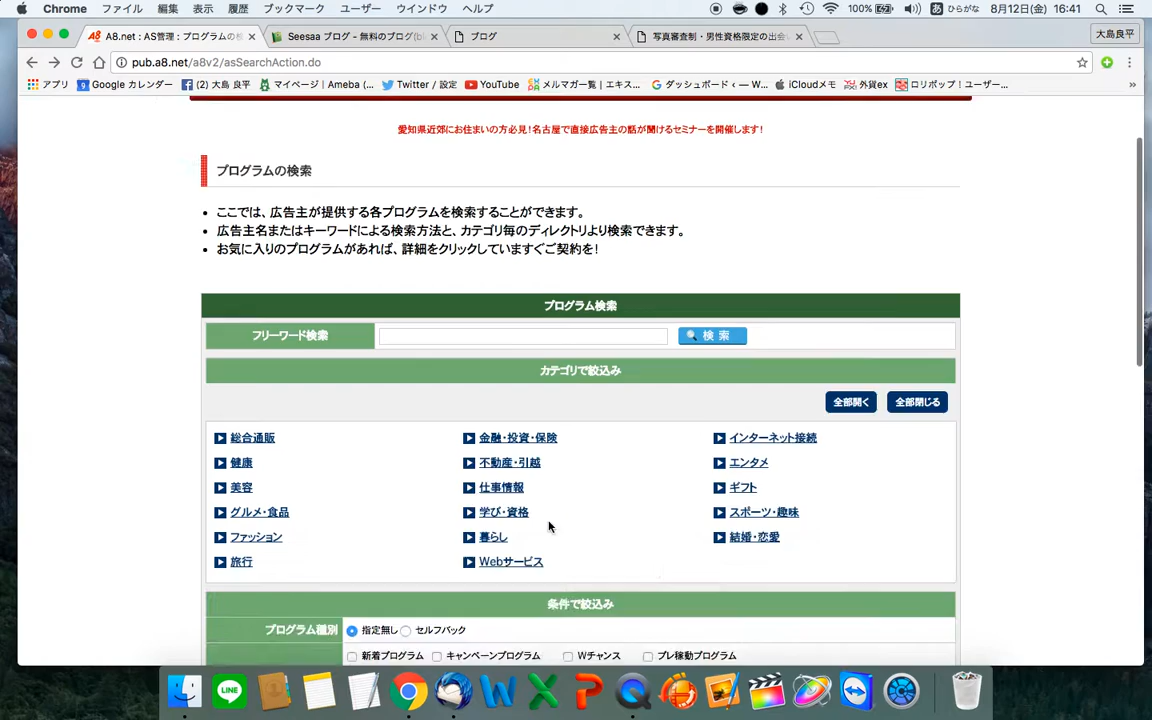 Chrome ファイル 編集 表示 履歴 ブックマーク ユーザー ウインドウ ヘルプ 100% あ ひらがな 8月12日(金) 16:41
A8.net : AS管理 : プログラムの検 Seesaa ブログ - 無料のブログ(bl ブログ 写真審査制・男性資格限定の出会 大島良平
pub.a8.net/a8v2/asSearchAction.do
アプリ Google カレンダー (2) 大島 良平 マイページ | Ameba (... Twitter / 設定 YouTube メルマガ一覧 | エキス... ダッシュボード ‹ — W... iCloudメモ 外貨ex ロリポップ！ユーザー... »
愛知県近郊にお住まいの方必見!名古屋で直接広告主の話が聞けるセミナーを開催します!
プログラムの検索
• ここでは、広告主が提供する各プログラムを検索することができます。
• 広告主名またはキーワードによる検索方法と、カテゴリ毎のディレクトリより検索できます。
• お気に入りのプログラムがあれば、詳細をクリックしていますぐご契約を!
プログラム検索
フリーワード検索 検 索
カテゴリで絞込み
全部開く 全部閉じる
総合通販 金融・投資・保険 インターネット接続
健康 不動産・引越 エンタメ
美容 仕事情報 ギフト
グルメ・食品 学び・資格 スポーツ・趣味
ファッション 暮らし 結婚・恋愛
旅行 Webサービス
条件で絞込み
プログラム種別 指定無し セルフバック
新着プログラム キャンペーンプログラム Wチャンス プレ稼動プログラム
LINE